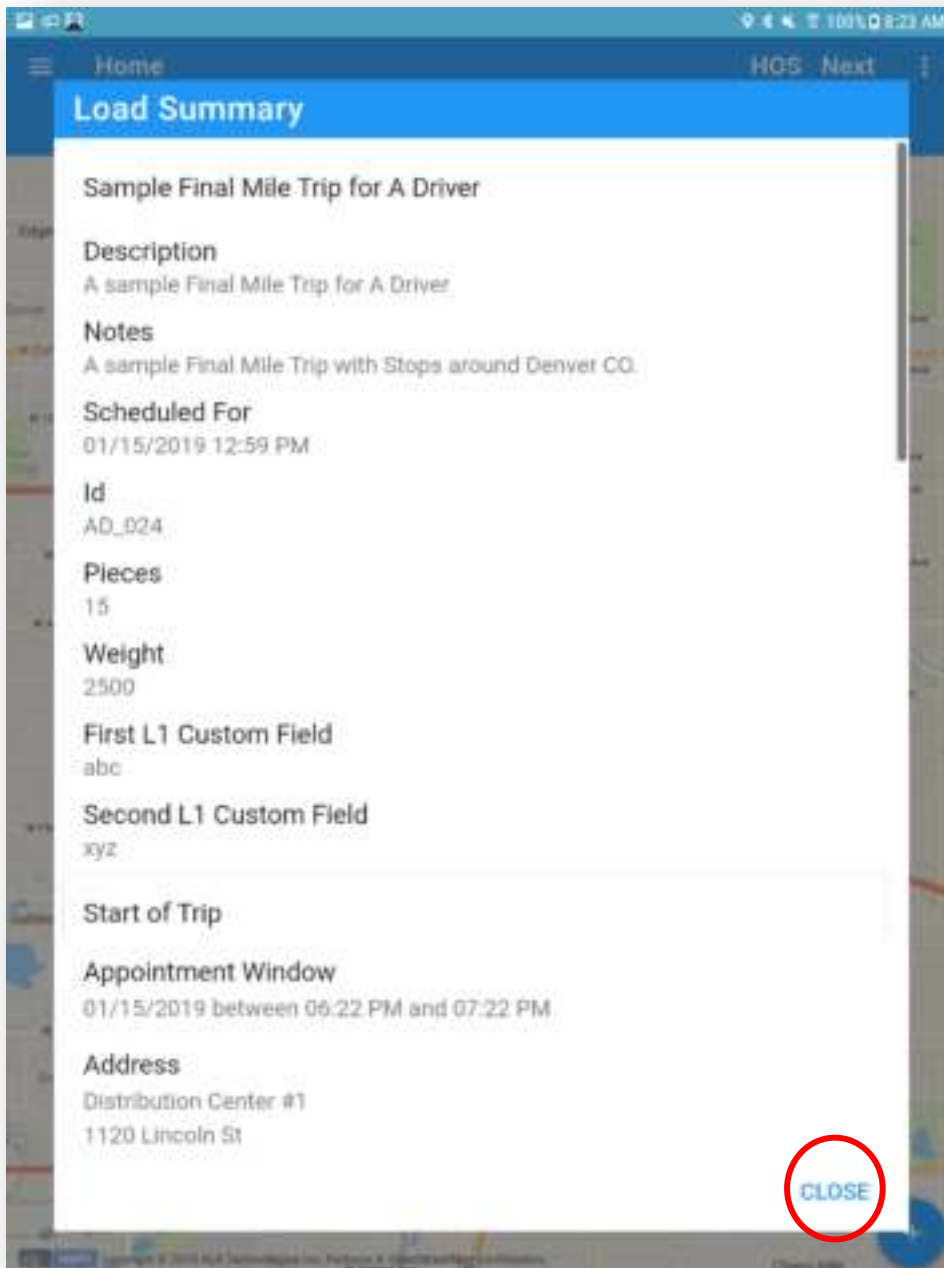 100% 8:23 AM
Home HOS Next
Load Summary
Sample Final Mile Trip for A Driver
Description
A sample Final Mile Trip for A Driver
Notes
A sample Final Mile Trip with Stops around Denver CO.
Scheduled For
01/15/2019 12:59 PM
Id
AD_024
Pieces
15
Weight
2500
First L1 Custom Field
abc
Second L1 Custom Field
xyz
Start of Trip
Appointment Window
01/15/2019 between 06:22 PM and 07:22 PM
Address
Distribution Center #1
1120 Lincoln St
CLOSE